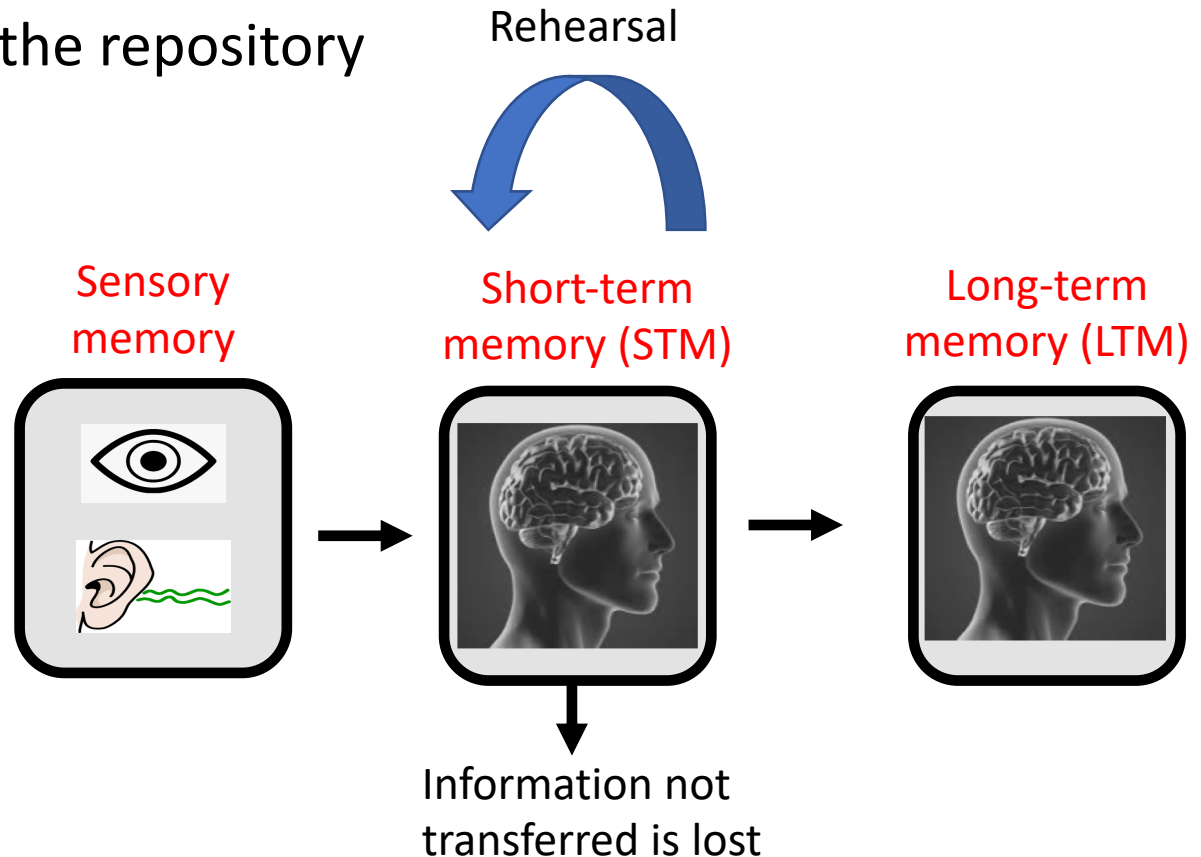 the repository
Rehearsal
Sensory
memory
Short-term
memory (STM)
Long-term
memory (LTM)
Information not
transferred is lost